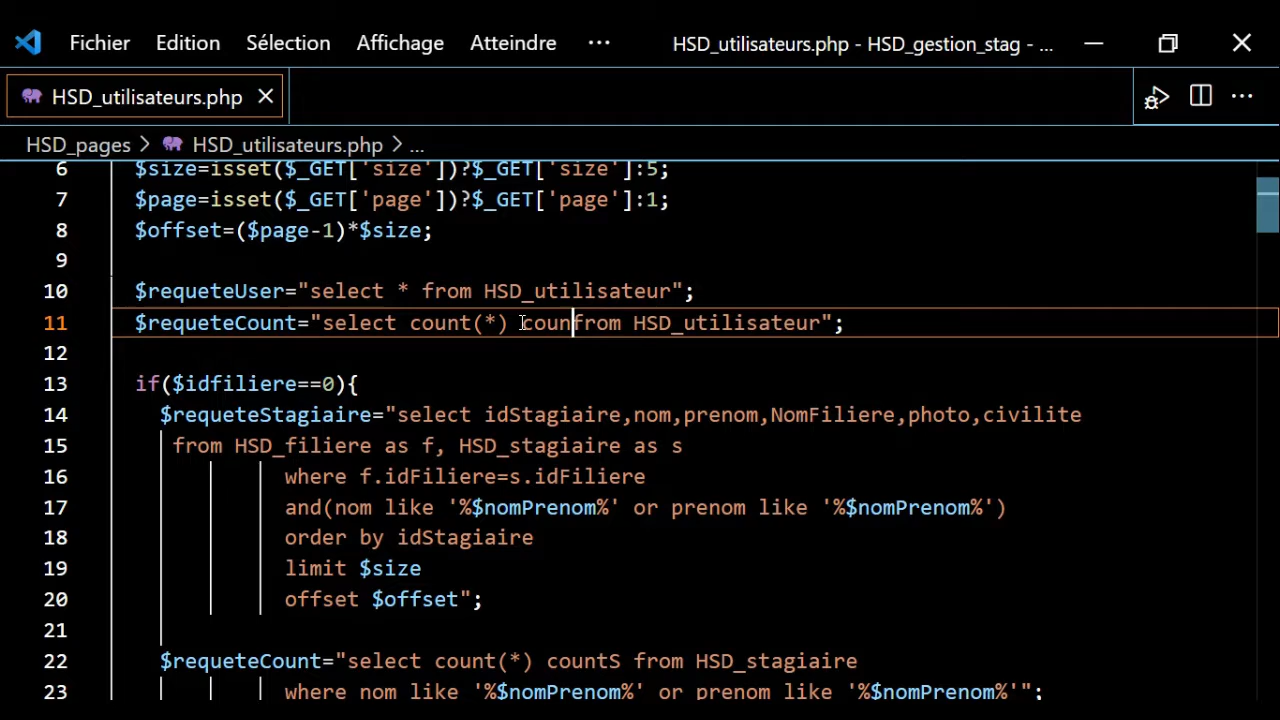 Fichier Edition Sélection Affichage Atteindre ··· HSD_utilisateurs.php - HSD_gestion_stag - ...
HSD_utilisateurs.php
HSD_pages > HSD_utilisateurs.php > ...
6 $size=isset($_GET['size'])?$_GET['size']:5;
7 $page=isset($_GET['page'])?$_GET['page']:1;
8 $offset=($page-1)*$size;
9
10 $requeteUser="select * from HSD_utilisateur";
11 $requeteCount="select count(*) counfrom HSD_utilisateur";
12
13 if($idfiliere==0){
14 $requeteStagiaire="select idStagiaire,nom,prenom,NomFiliere,photo,civilite
15 from HSD_filiere as f, HSD_stagiaire as s
16 where f.idFiliere=s.idFiliere
17 and(nom like '%$nomPrenom%' or prenom like '%$nomPrenom%')
18 order by idStagiaire
19 limit $size
20 offset $offset";
21
22 $requeteCount="select count(*) countS from HSD_stagiaire
23 where nom like '%$nomPrenom%' or prenom like '%$nomPrenom%'";